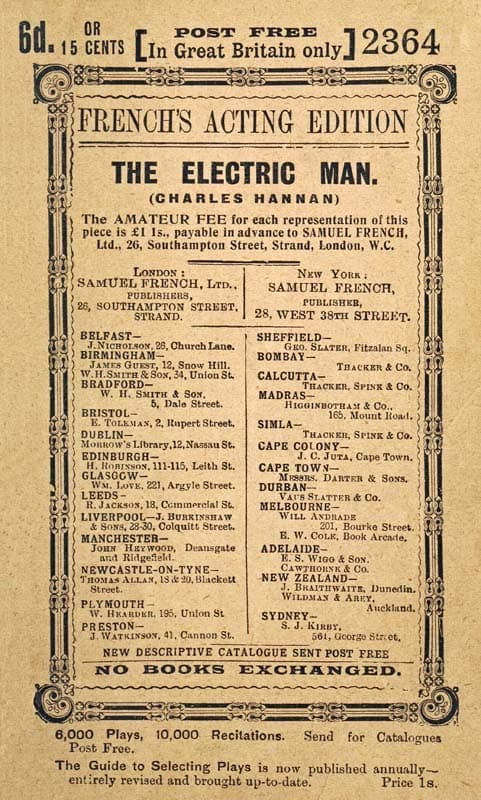 6d. OR 15 CENTS [POST FREE In Great Britain only] 2364
FRENCH'S ACTING EDITION
THE ELECTRIC MAN.
(CHARLES HANNAN)
The AMATEUR FEE for each representation of this
piece is £1 1s., payable in advance to SAMUEL FRENCH,
Ltd., 26, Southampton Street, Strand, London, W.C.
LONDON:
SAMUEL FRENCH, LTD.,
PUBLISHERS,
26, SOUTHAMPTON STREET,
STRAND.
NEW YORK:
SAMUEL FRENCH,
PUBLISHER,
28, WEST 38TH STREET.
BELFAST—
J. NICHOLSON, 26, Church Lane.
BIRMINGHAM—
JAMES GUEST, 12, Snow Hill.
W. H. SMITH & SON, 34, Union St.
BRADFORD—
W. H. SMITH & SON,
5, Dale Street.
BRISTOL—
E. TOLEMAN, 2, Rupert Street.
DUBLIN—
MORROW'S Library, 12, Nassau St.
EDINBURGH—
H. ROBINSON, 111-115, Leith St.
GLASGOW—
WM. LOVE, 221, Argyle Street.
LEEDS—
R. JACKSON, 18, Commercial St.
LIVERPOOL—J. BURKINSHAW
& SONS, 28-30, Colquitt Street.
MANCHESTER—
JOHN HEYWOOD, Deansgate
and Ridgefield.
NEWCASTLE-ON-TYNE—
THOMAS ALLAN, 18 & 20, Blackett
Street.
PLYMOUTH—
W. HEARDER, 195, Union St
PRESTON—
J. WATKINSON, 41, Cannon St.
SHEFFIELD—
GEO. SLATER, Fitzalan Sq.
BOMBAY—
THACKER & CO.
CALCUTTA—
THACKER, SPINK & CO.
MADRAS—
HIGGINBOTHAM & CO.,
165, Mount Road.
SIMLA—
THACKER, SPINK & CO.
CAPE COLONY—
J. C. JUTA, Cape Town.
CAPE TOWN—
MESSRS. DARTER & SONS.
DURBAN—
VAUS SLATTER & CO.
MELBOURNE—
WILL ANDRADE
201, Bourke Street.
E. W. COLE, Book Arcade.
ADELAIDE—
E. S. WIGG & SON.
CAWTHORNE & CO.
NEW ZEALAND—
J. BRAITHWAITE, Dunedin.
WILDMAN & AREY,
Auckland.
SYDNEY—
S. J. KIRBY,
561, George Street.
NEW DESCRIPTIVE CATALOGUE SENT POST FREE
NO BOOKS EXCHANGED.
6,000 Plays, 10,000 Recitations. Send for Catalogues
Post Free.
The Guide to Selecting Plays is now published annually—
entirely revised and brought up-to-date. Price 1s.